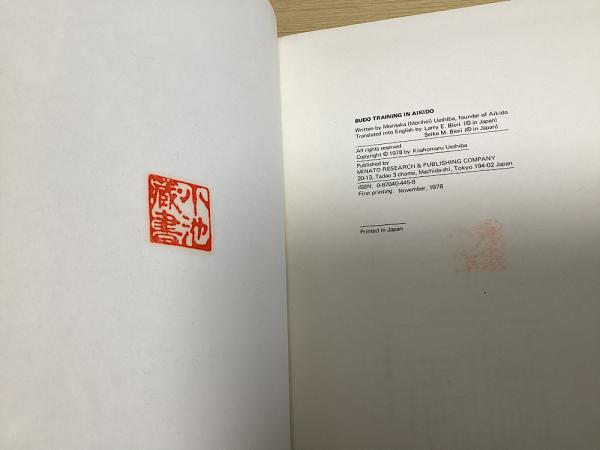 小池
藏書
BUDO TRAINING IN AIKIDO
Written by Moritaka (Morihei) Ueshiba, founder of Aikido
Translated into English by Larry E. Bieri (© in Japan)
Seiko M. Bieri (© in Japan)
All rights reserved
Copyright © 1978 by Kisshomaru Ueshiba
Published by
MINATO RESEARCH & PUBLISHING COMPANY
20-13, Tadao 3 chome, Machida-shi, Tokyo 194-02 Japan
ISBN: 0-87040-445-8
First printing. November, 1978
Printed in Japan